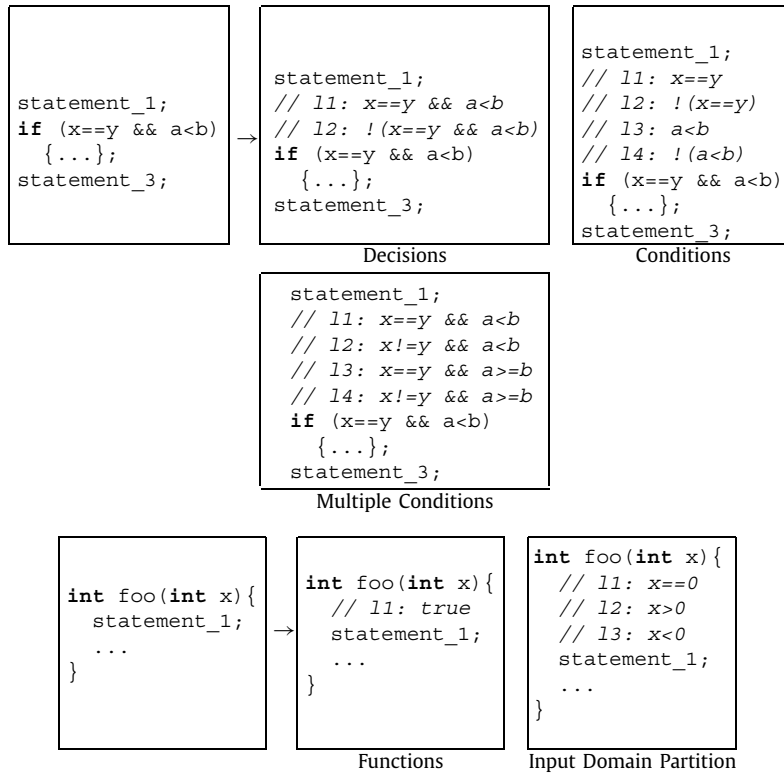 statement_1;
if (x==y && a<b)
{...};
statement_3;
→
statement_1;
// l1: x==y && a<b
// l2: !(x==y && a<b)
if (x==y && a<b)
{...};
statement_3;
Decisions
statement_1;
// l1: x==y
// l2: !(x==y)
// l3: a<b
// l4: !(a<b)
if (x==y && a<b)
{...};
statement_3;
Conditions
statement_1;
// l1: x==y && a<b
// l2: x!=y && a<b
// l3: x==y && a>=b
// l4: x!=y && a>=b
if (x==y && a<b)
{...};
statement_3;
Multiple Conditions
int foo(int x){
statement_1;
...
}
→
int foo(int x){
// l1: true
statement_1;
...
}
Functions
int foo(int x){
// l1: x==0
// l2: x>0
// l3: x<0
statement_1;
...
}
Input Domain Partition